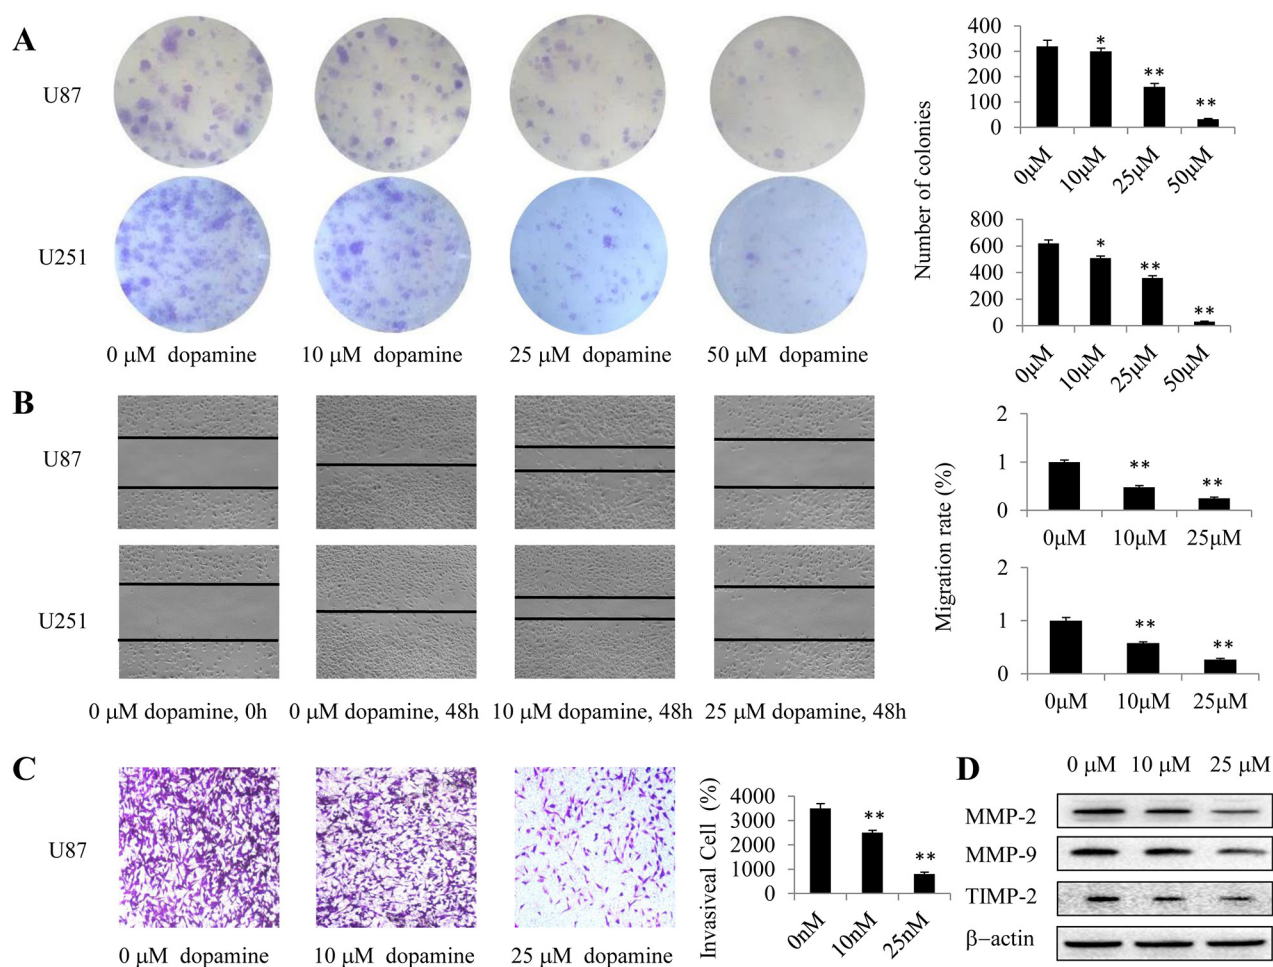 A
U87
U251
0 μM dopamine
10 μM dopamine
25 μM dopamine
50 μM dopamine
Number of colonies
400
300
200
100
0
*
**
**
0μM
10μM
25μM
50μM
800
600
400
200
0
*
**
**
0μM
10μM
25μM
50μM
B
U87
U251
0 μM dopamine, 0h
0 μM dopamine, 48h
10 μM dopamine, 48h
25 μM dopamine, 48h
Migration rate (%)
2
1
0
**
**
0μM
10μM
25μM
2
1
0
**
**
0μM
10μM
25μM
C
U87
0 μM dopamine
10 μM dopamine
25 μM dopamine
Invasiveal Cell (%)
4000
3000
2000
1000
0
**
**
0nM
10nM
25nM
D
0 μM
10 μM
25 μM
MMP-2
MMP-9
TIMP-2
β−actin